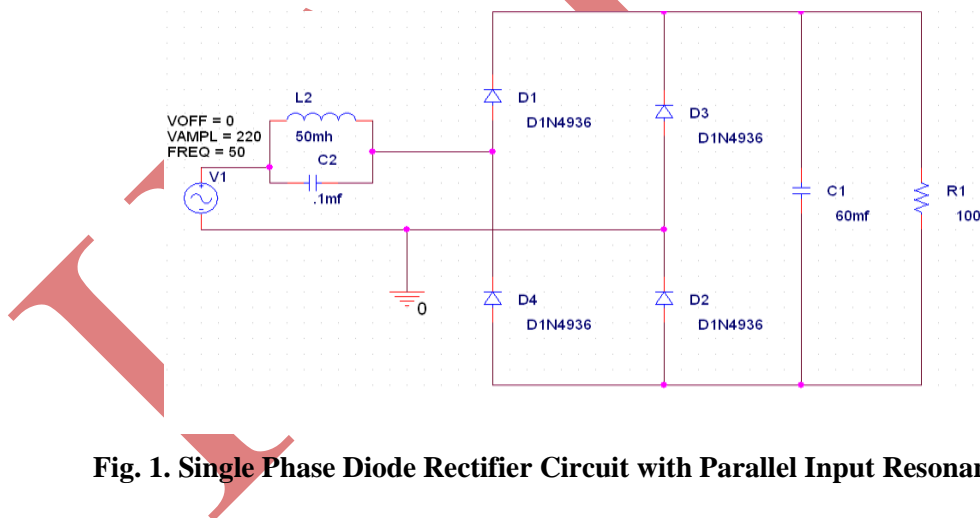 VOFF = 0
VAMPL = 220
FREQ = 50
V1
L2
50mh
C2
.1mf
0
D1
D1N4936
D3
D1N4936
D4
D1N4936
D2
D1N4936
C1
60mf
R1
100
Fig. 1. Single Phase Diode Rectifier Circuit with Parallel Input